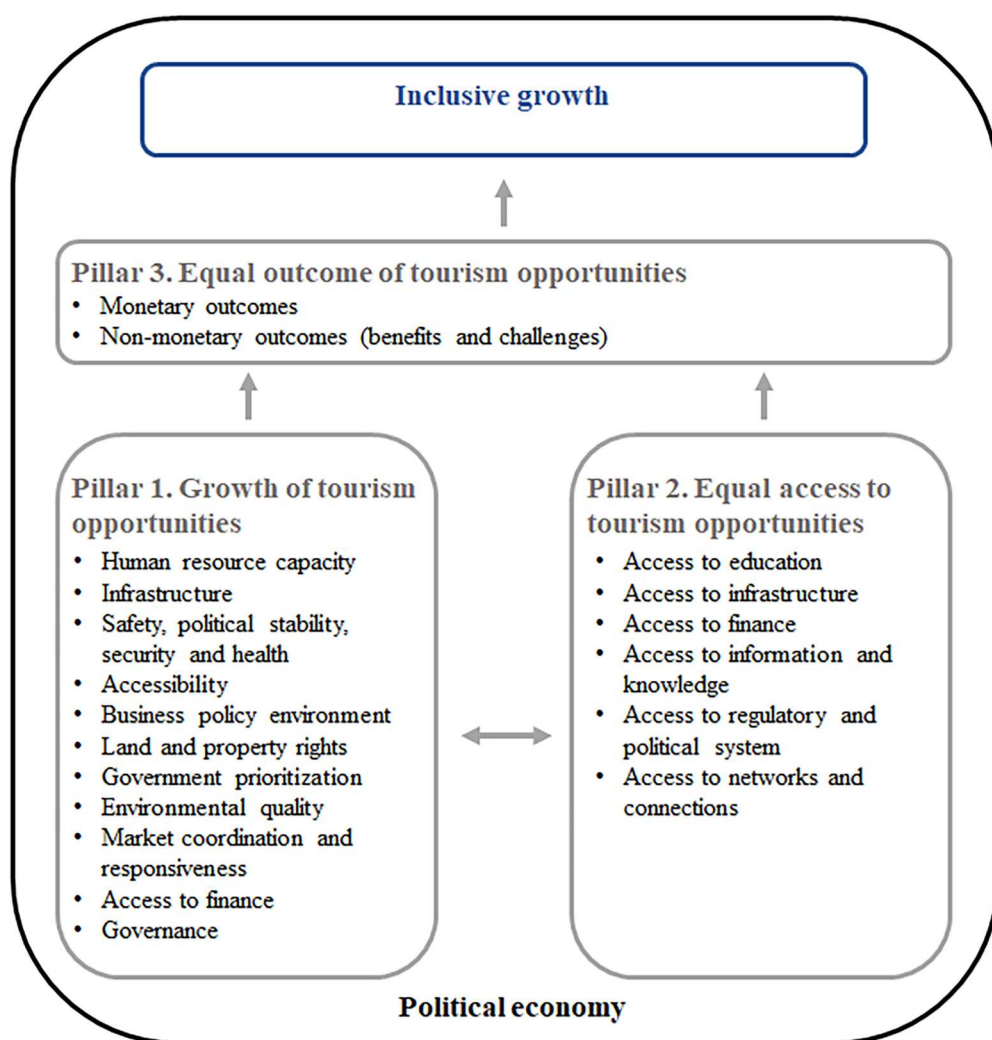 Inclusive growth
Pillar 3. Equal outcome of tourism opportunities
• Monetary outcomes
• Non-monetary outcomes (benefits and challenges)
Pillar 1. Growth of tourism
opportunities
• Human resource capacity
• Infrastructure
• Safety, political stability,
security and health
• Accessibility
• Business policy environment
• Land and property rights
• Government prioritization
• Environmental quality
• Market coordination and
responsiveness
• Access to finance
• Governance
Pillar 2. Equal access to
tourism opportunities
• Access to education
• Access to infrastructure
• Access to finance
• Access to information and
knowledge
• Access to regulatory and
political system
• Access to networks and
connections
Political economy